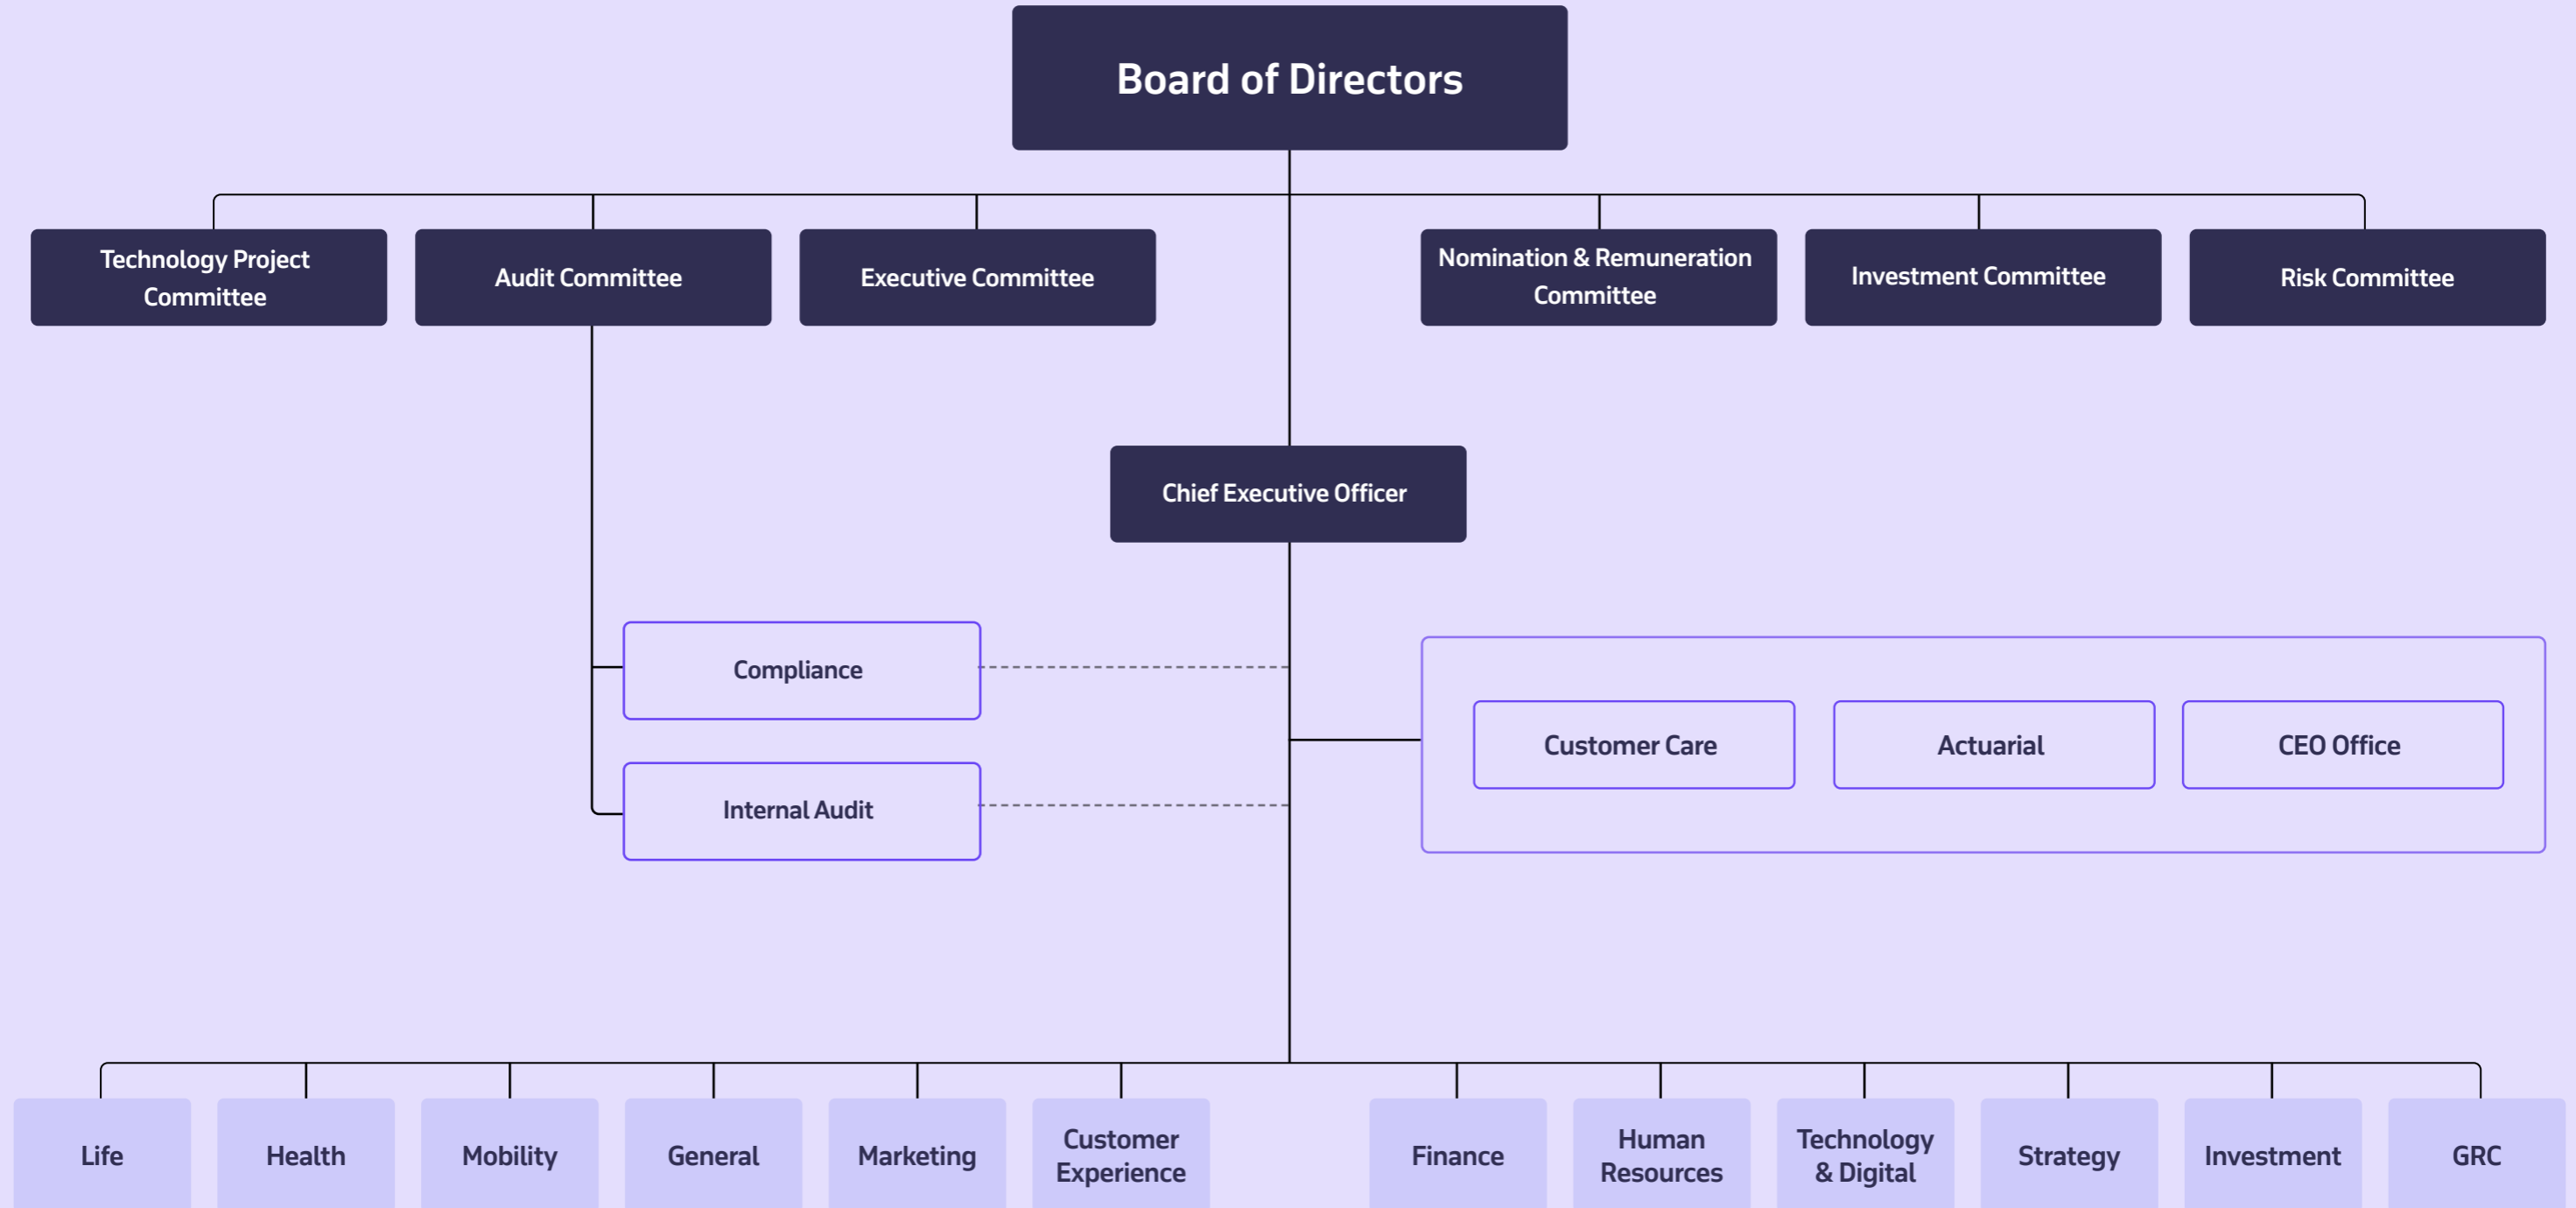 Board of Directors
Technology Project
Committee
Audit Committee
Executive Committee
Nomination & Remuneration
Committee
Investment Committee
Risk Committee
Chief Executive Officer
Compliance
Internal Audit
Customer Care
Actuarial
CEO Office
Life
Health
Mobility
General
Marketing
Customer
Experience
Finance
Human
Resources
Technology
& Digital
Strategy
Investment
GRC